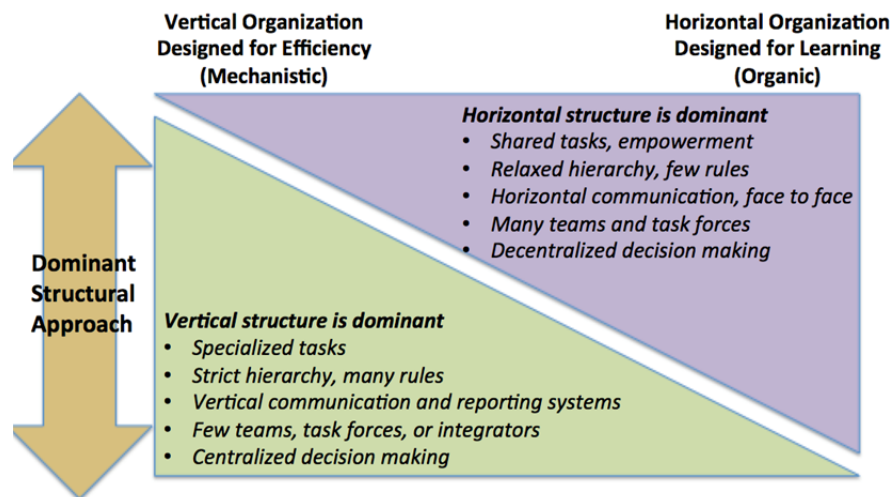 Vertical Organization
Designed for Efficiency
(Mechanistic)
Horizontal Organization
Designed for Learning
(Organic)
Horizontal structure is dominant
• Shared tasks, empowerment
• Relaxed hierarchy, few rules
• Horizontal communication, face to face
• Many teams and task forces
• Decentralized decision making
Dominant
Structural
Approach
Vertical structure is dominant
• Specialized tasks
• Strict hierarchy, many rules
• Vertical communication and reporting systems
• Few teams, task forces, or integrators
• Centralized decision making